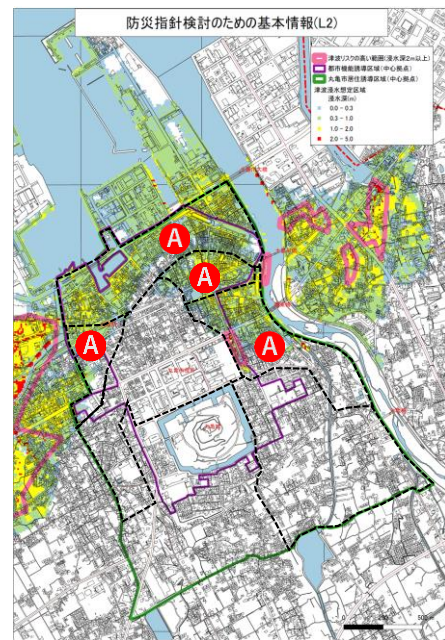 防災指針検討のための基本情報(L2)
津波リスクの高い範囲(浸水深2m以上)
都市機能誘導区域(中心拠点)
丸亀市居住誘導区域(中心拠点)
津波浸水想定区域
浸水深(m)
0.0 - 0.3
0.3 - 1.0
1.0 - 2.0
2.0 - 5.0
A
A
A
A
0 250 500 m